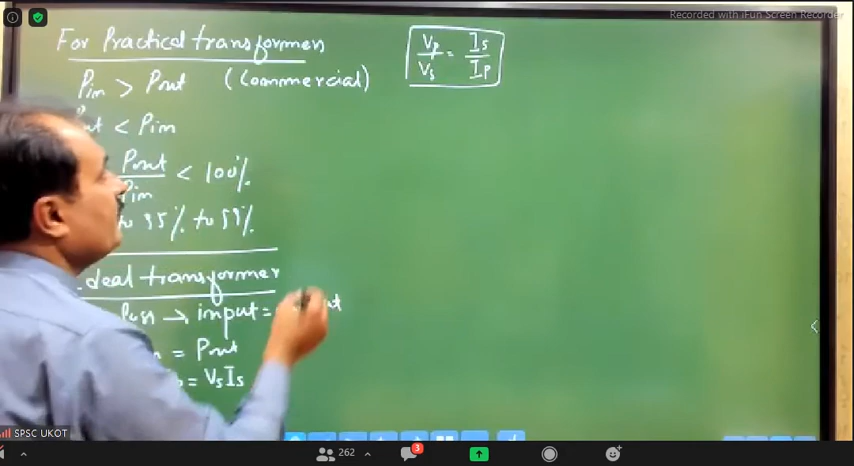 Recorded with iFun Screen Recorder
For Practical transformer
Pin > Pout (Commercial)
< Pin
Pout / Pin < 100%
to 95% to 99%
deal transformer
→ input =
= Pout
= VsIs
Vp / Vs = Is / Ip
SPSC UKOT
262
3